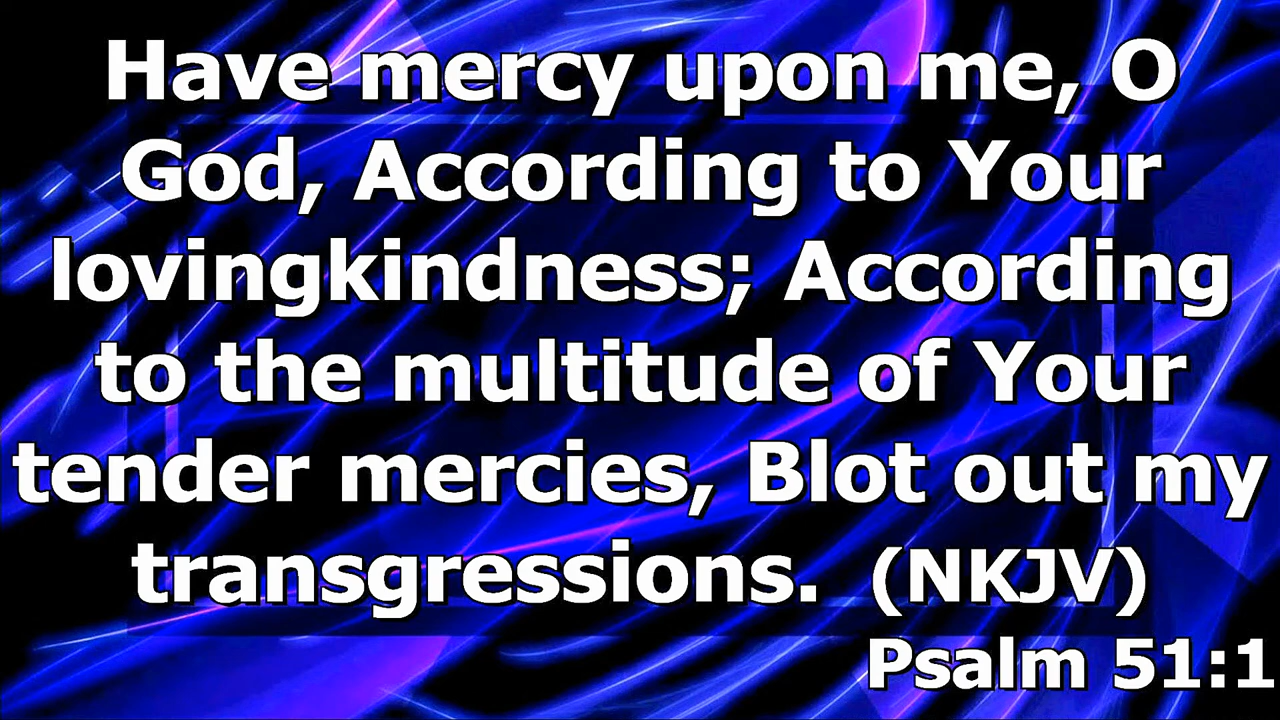 Have mercy upon me, O
God, According to Your
lovingkindness; According
to the multitude of Your
tender mercies, Blot out my
transgressions. (NKJV)
Psalm 51:1